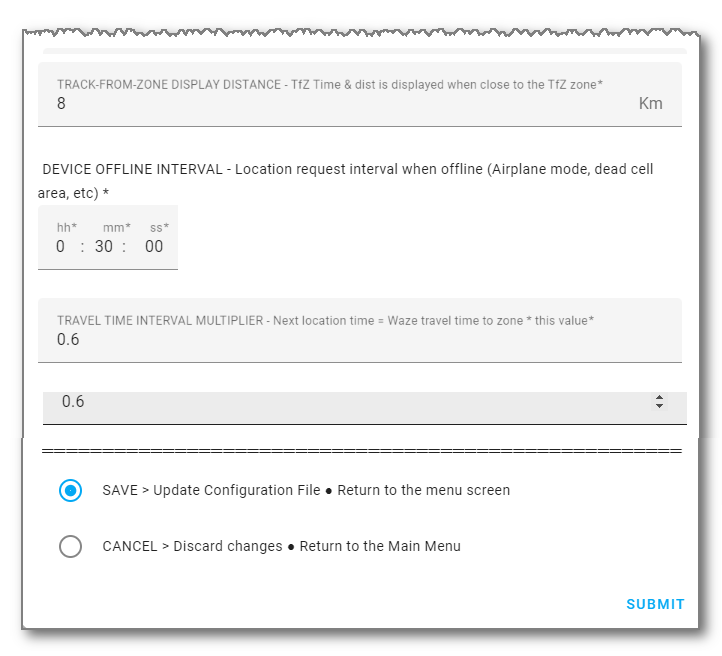 TRACK-FROM-ZONE DISPLAY DISTANCE - TfZ Time & dist is displayed when close to the TfZ zone*
8 Km
DEVICE OFFLINE INTERVAL - Location request interval when offline (Airplane mode, dead cell
area, etc) *
hh* mm* ss*
0 : 30 : 00
TRAVEL TIME INTERVAL MULTIPLIER - Next location time = Waze travel time to zone * this value*
0.6
0.6
================================================================
SAVE > Update Configuration File ● Return to the menu screen
CANCEL > Discard changes ● Return to the Main Menu
SUBMIT